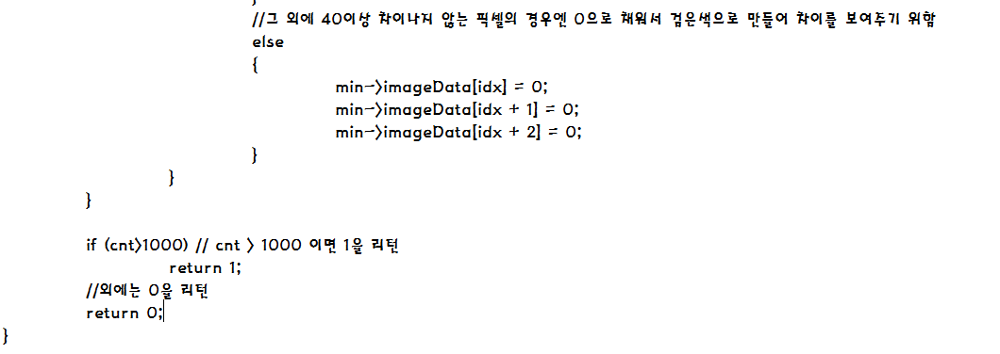 }
//그 외에 40이상 차이나지 않는 픽셀의 경우엔 0으로 채워서 검은색으로 만들어 차이를 보여주기 위함
else
{
min->imageData[idx] = 0;
min->imageData[idx + 1] = 0;
min->imageData[idx + 2] = 0;
}
}
}
if (cnt>1000) // cnt > 1000 이면 1을 리턴
return 1;
//외에는 0을 리턴
return 0;
}